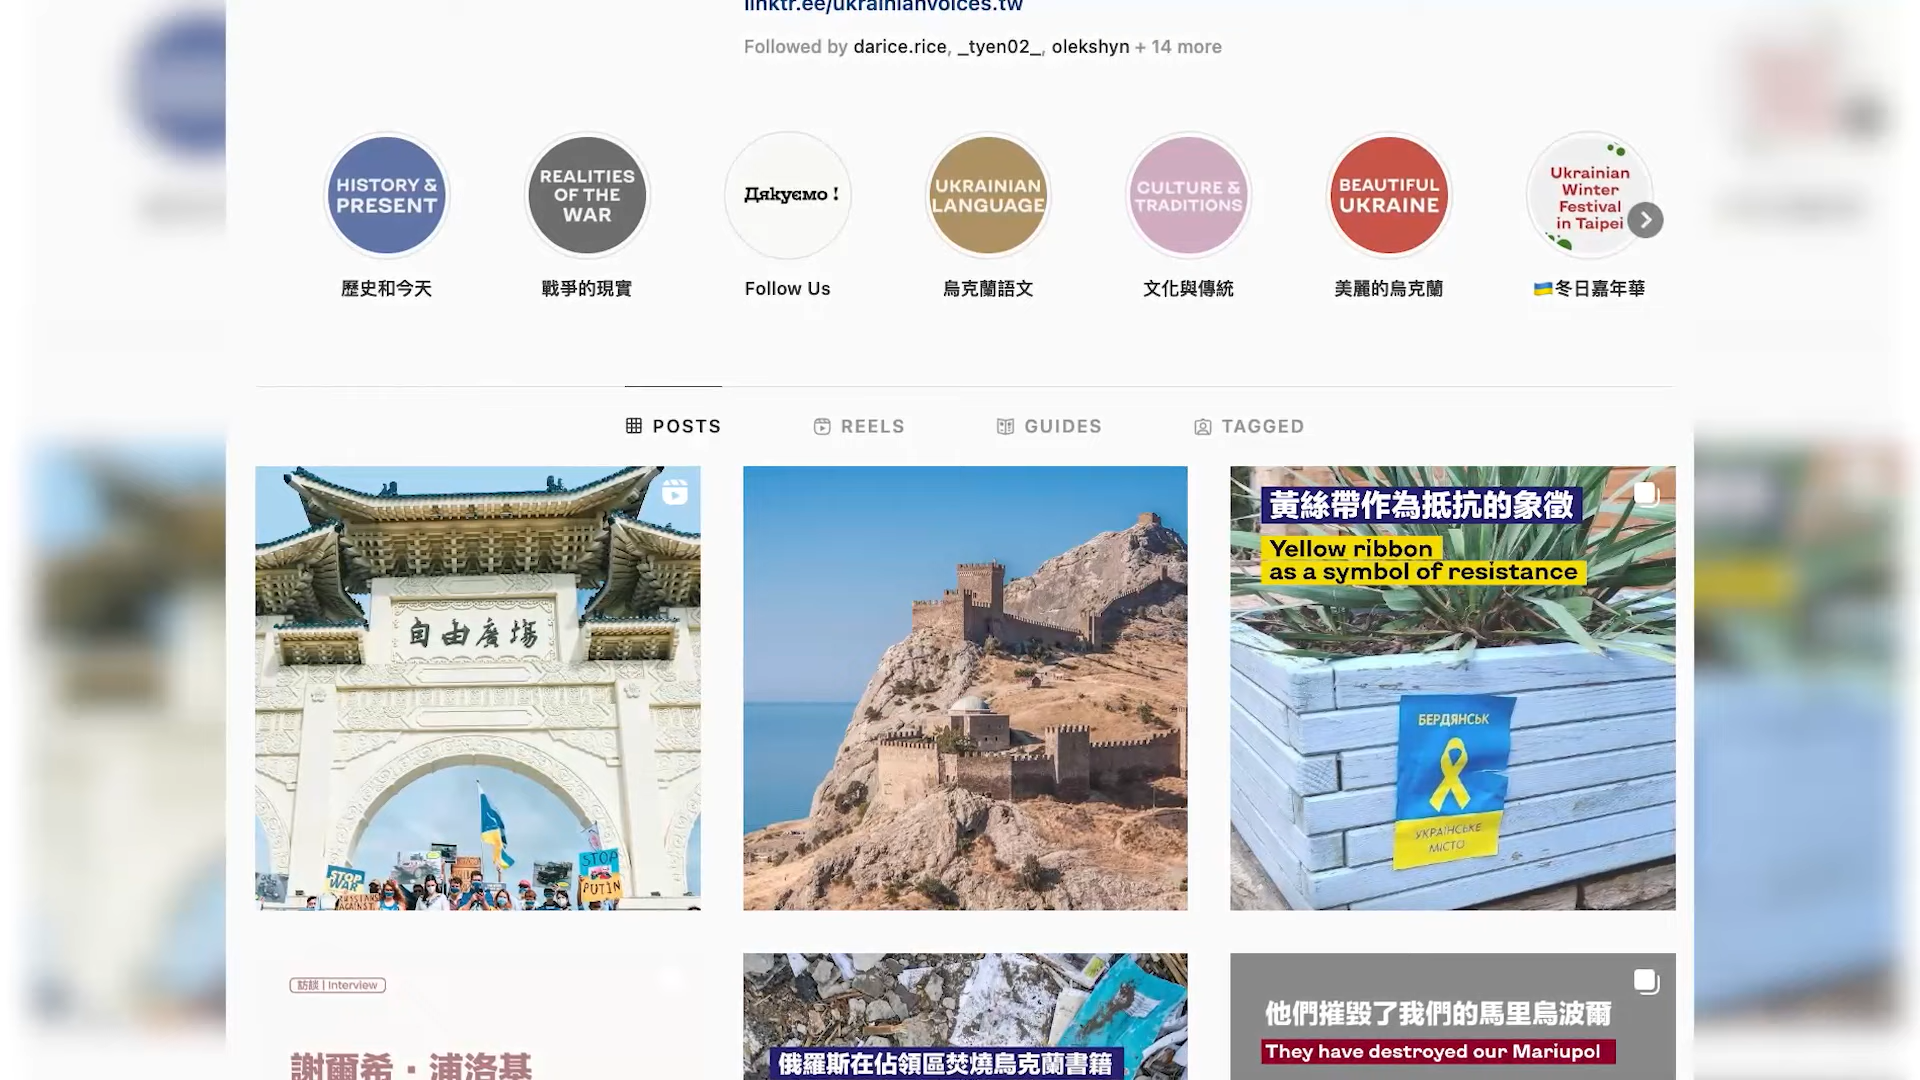 linktr.ee/ukrainianvoices.tw
Followed by darice.rice, _tyen02_, olekshyn + 14 more
HISTORY &
PRESENT
REALITIES
OF THE
WAR
Дякуємо !
UKRAINIAN
LANGUAGE
CULTURE &
TRADITIONS
BEAUTIFUL
UKRAINE
Ukrainian
Winter
Festival
in Taipei
歷史和今天
戰爭的現實
Follow Us
烏克蘭語文
文化與傳統
美麗的烏克蘭
🇺🇦冬日嘉年華
POSTS
REELS
GUIDES
TAGGED
自由廣場
STOP
WAR
RUSSIANS
AGAINST
STOP
PUTIN
黃絲帶作為抵抗的象徵
Yellow ribbon
as a symbol of resistance
БЕРДЯНСЬК
УКРАЇНСЬКЕ
МІСТО
訪談 | Interview
謝爾希・浦洛基
俄羅斯在佔領區焚燒烏克蘭書籍
他們摧毀了我們的馬里烏波爾
They have destroyed our Mariupol